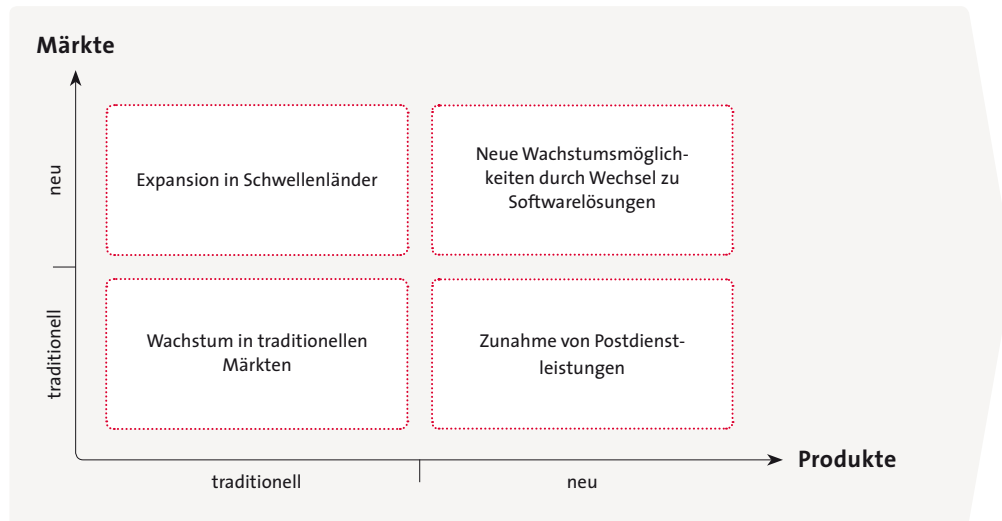 Märkte
neu
Expansion in Schwellenländer
Neue Wachstumsmöglich-
keiten durch Wechsel zu
Softwarelösungen
traditionell
Wachstum in traditionellen
Märkten
Zunahme von Postdienst-
leistungen
Produkte
traditionell
neu